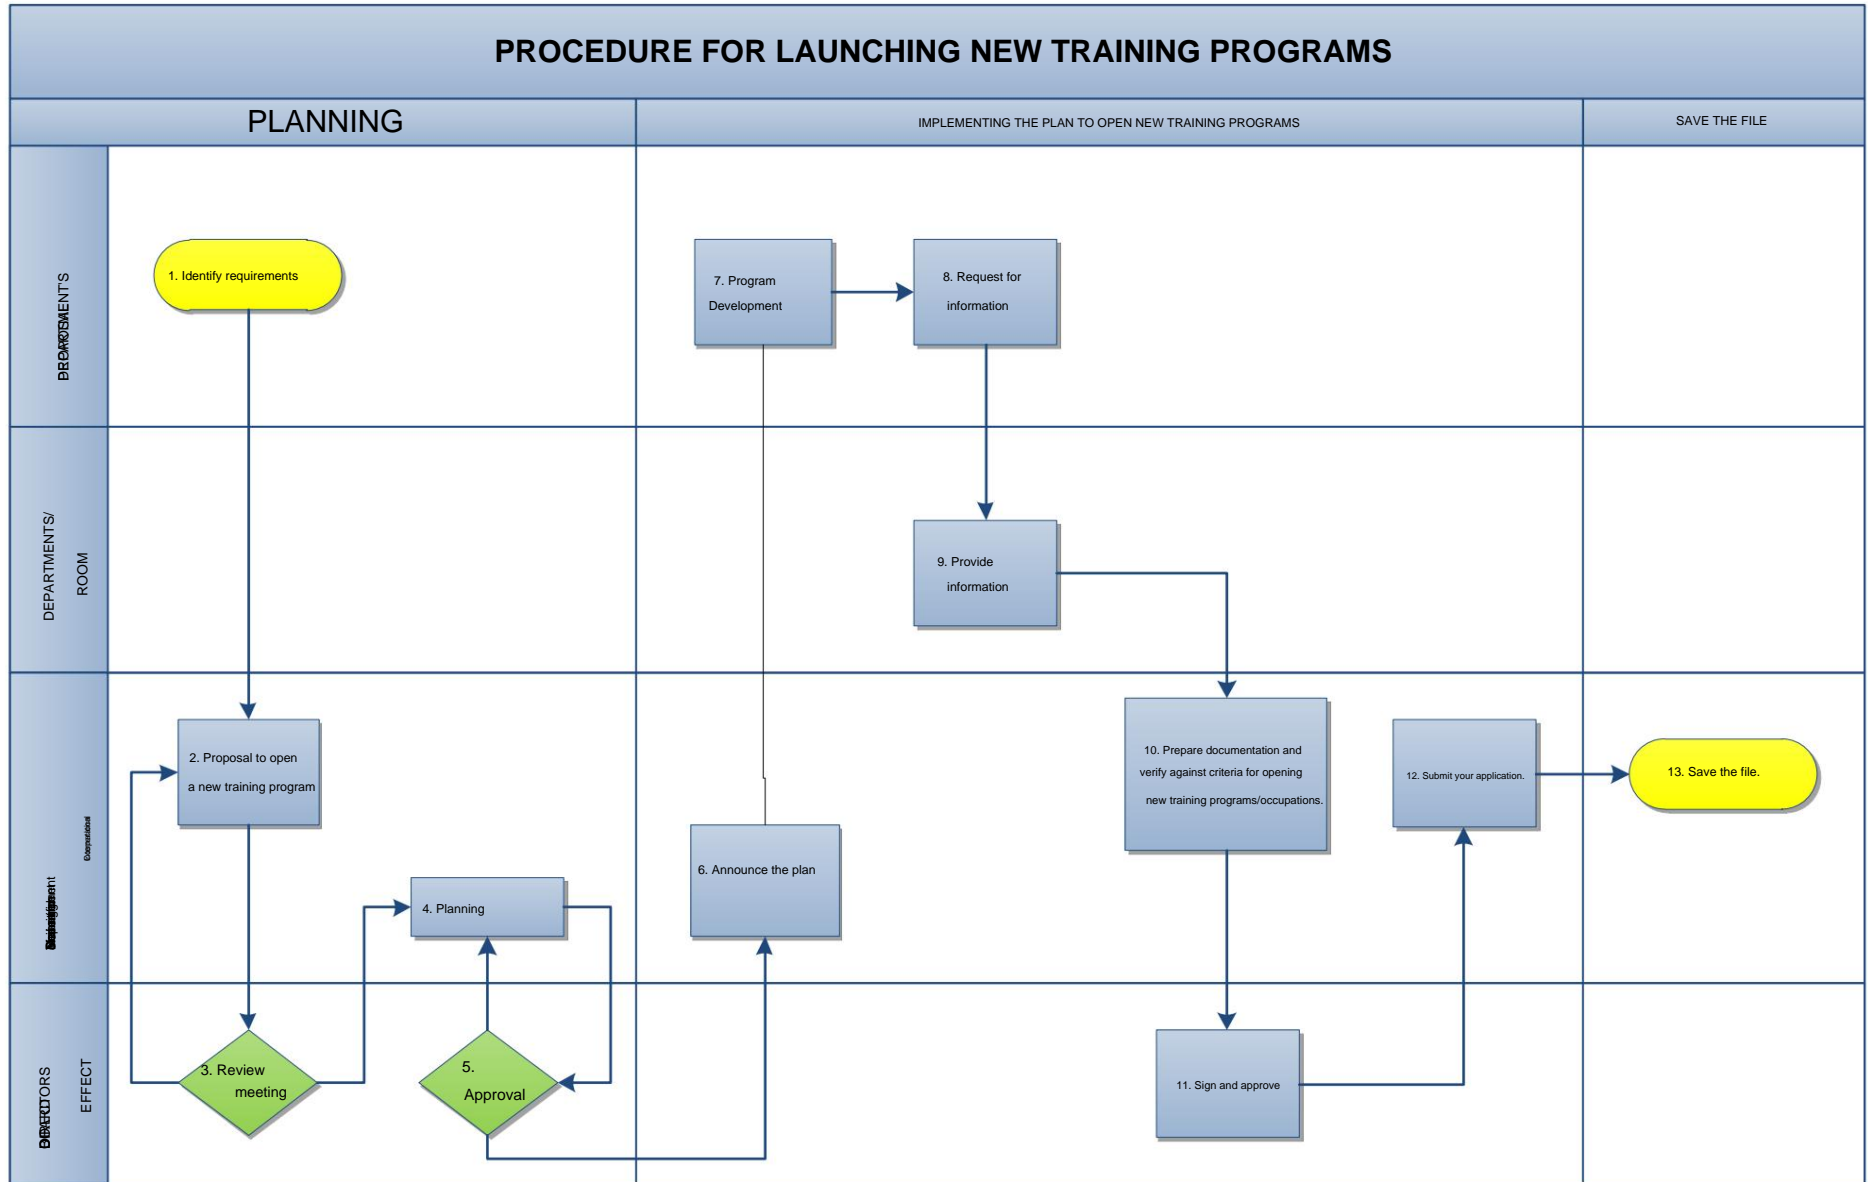 PROCEDURE FOR LAUNCHING NEW TRAINING PROGRAMS
PLANNING
IMPLEMENTING THE PLAN TO OPEN NEW TRAINING PROGRAMS
SAVE THE FILE
1. Identify requirements
7. Program
Development
8. Request for
information
DEPARTMENTS/
ROOM
9. Provide
information
2. Proposal to open
a new training program
10. Prepare documentation and
verify against criteria for opening
new training programs/occupations.
12. Submit your application.
13. Save the file.
4. Planning
6. Announce the plan
EFFECT
3. Review
meeting
5.
Approval
11. Sign and approve